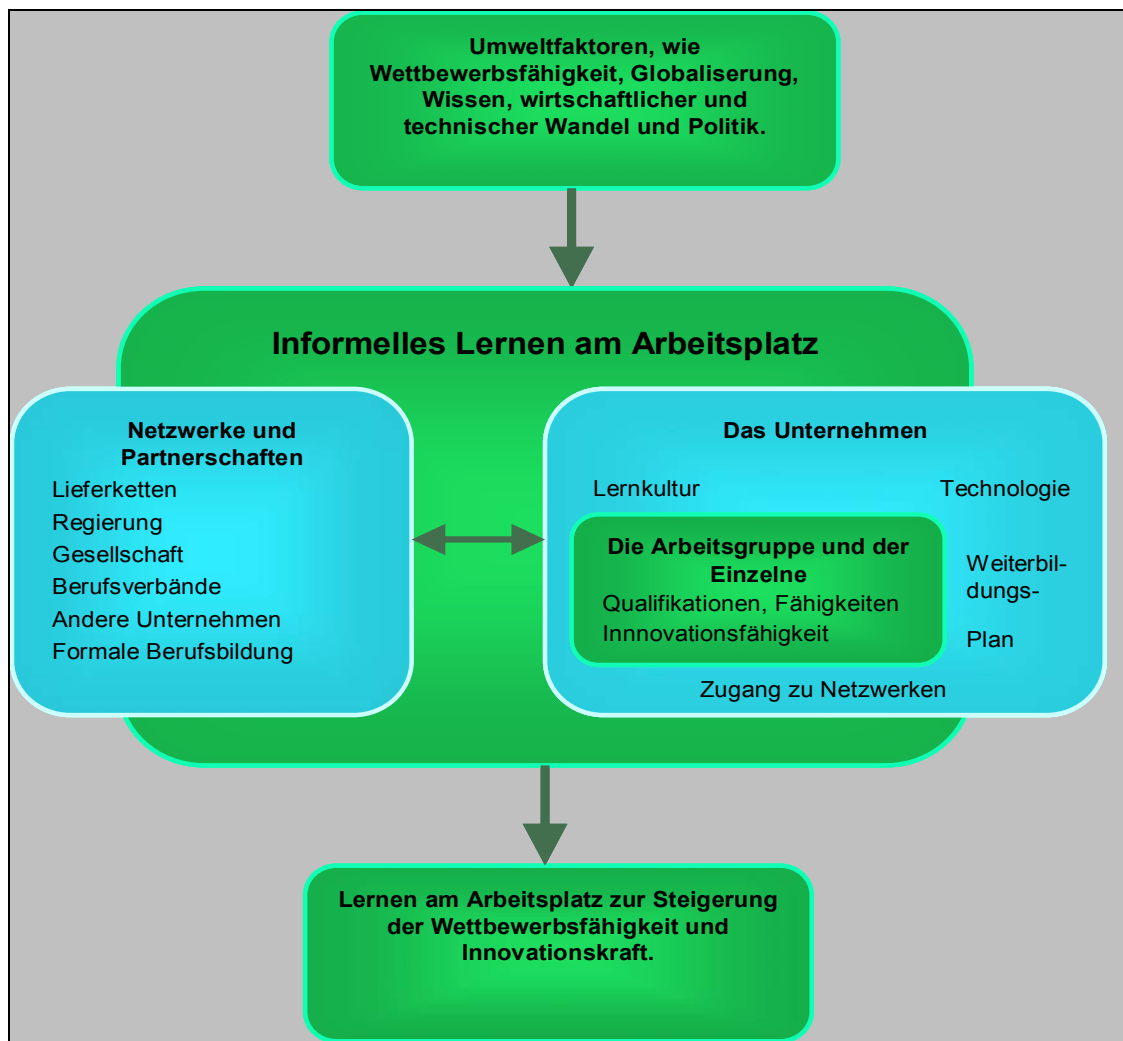 Umweltfaktoren, wie
Wettbewerbsfähigkeit, Globaliserung,
Wissen, wirtschaftlicher und
technischer Wandel und Politik.
Informelles Lernen am Arbeitsplatz
Netzwerke und
Partnerschaften
Lieferketten
Regierung
Gesellschaft
Berufsverbände
Andere Unternehmen
Formale Berufsbildung
Das Unternehmen
Lernkultur
Technologie
Die Arbeitsgruppe und der
Einzelne
Qualifikationen, Fähigkeiten
Innnovationsfähigkeit
Weiterbil-
dungs-
Plan
Zugang zu Netzwerken
Lernen am Arbeitsplatz zur Steigerung
der Wettbewerbsfähigkeit und
Innovationskraft.